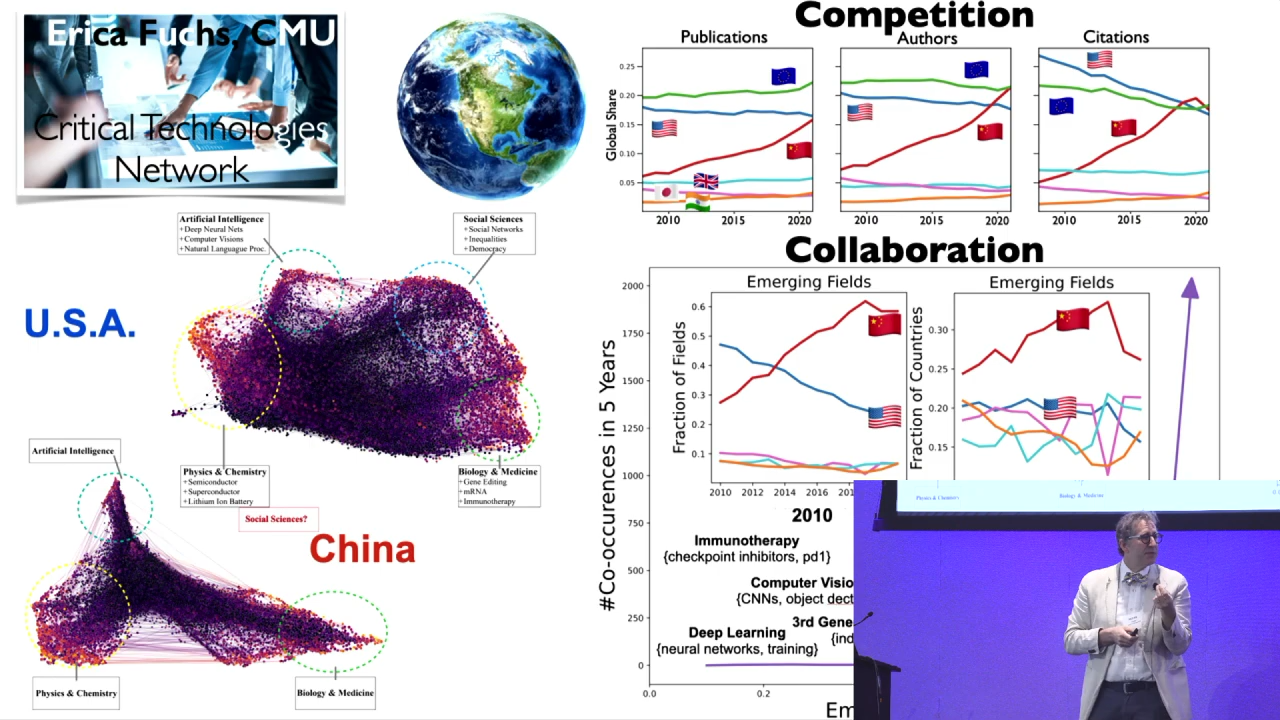 Erica Fuchs, CMU
Critical Technologies
Network
Artificial Intelligence
+Deep Neural Nets
+Computer Visions
+Natural Languague Proc.
Social Sciences
+Social Networks
+Inequalities
+Democracy
U.S.A.
Artificial Intelligence
Physics & Chemistry
+Semiconductor
+Superconductor
+Lithium Ion Battery
Biology & Medicine
+Gene Editing
+mRNA
+Immunotherapy
Social Sciences?
China
Physics & Chemistry
Biology & Medicine
Competition
Publications
Authors
Citations
Global Share
0.25
0.20
0.15
0.10
0.05
2010
2015
2020
2010
2015
2020
2010
2015
2020
Collaboration
#Co-occurences in 5 Years
2000
1750
1500
1250
1000
750
500
250
0
0.0
0.2
Emerging Fields
Fraction of Fields
0.6
0.5
0.4
0.3
0.2
0.1
2010
2012
2014
2016
Emerging Fields
Fraction of Countries
0.30
0.25
0.20
0.15
2010
Immunotherapy
{checkpoint inhibitors, pd1}
Computer Visio
{CNNs, object dect
3rd Gene
{ind
Deep Learning
{neural networks, training}
Em
Physics & Chemistry
Biology & Medicine